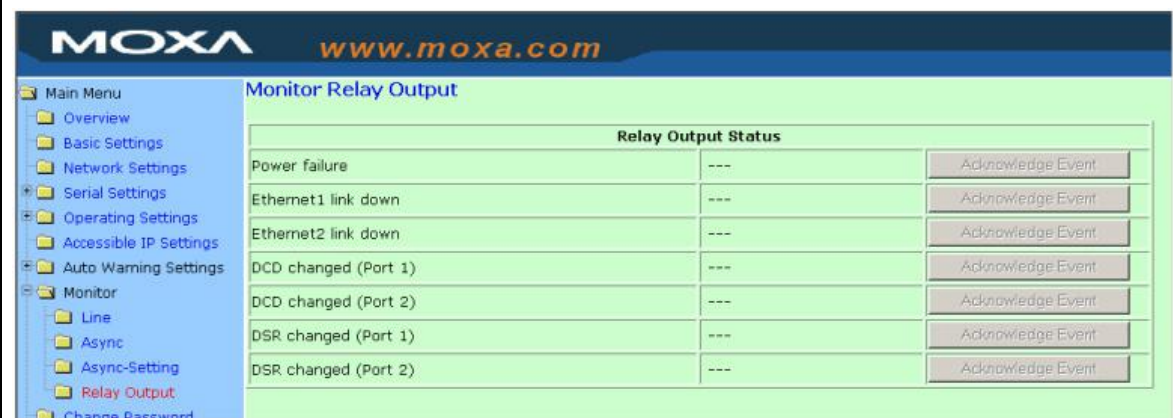 MOXA www.moxa.com
Main Menu
Overview
Basic Settings
Network Settings
Serial Settings
Operating Settings
Accessible IP Settings
Auto Warning Settings
Monitor
Line
Async
Async-Setting
Relay Output
Change Password
Monitor Relay Output
Relay Output Status
Power failure --- Acknowledge Event
Ethernet1 link down --- Acknowledge Event
Ethernet2 link down --- Acknowledge Event
DCD changed (Port 1) --- Acknowledge Event
DCD changed (Port 2) --- Acknowledge Event
DSR changed (Port 1) --- Acknowledge Event
DSR changed (Port 2) --- Acknowledge Event